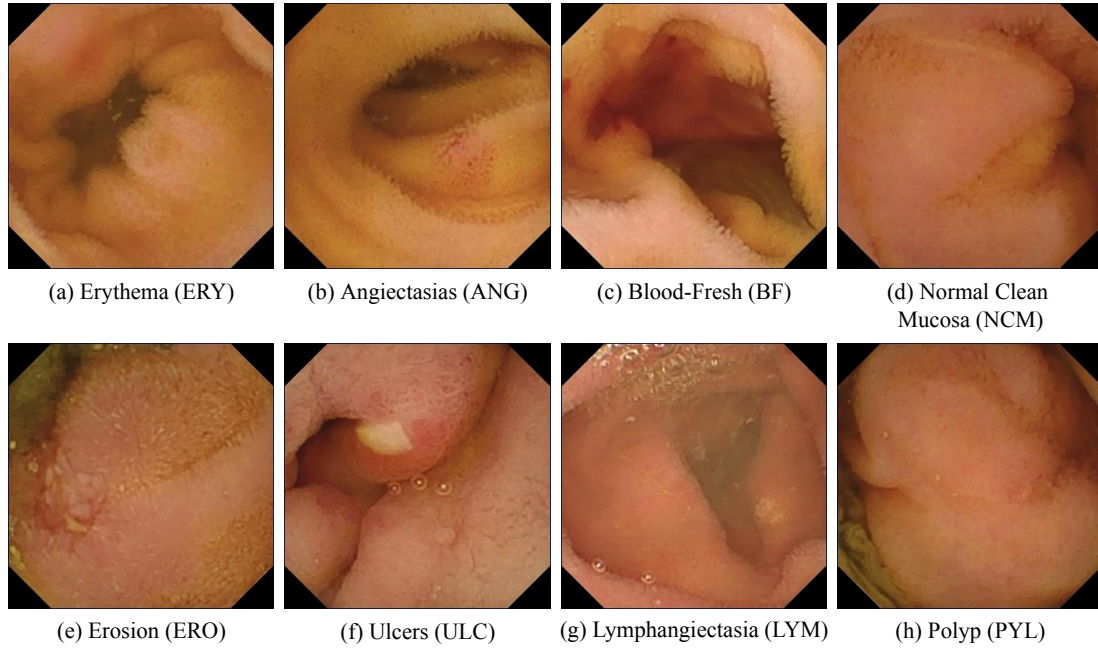 (a) Erythema (ERY)
(b) Angiectasias (ANG)
(c) Blood-Fresh (BF)
(d) Normal Clean
Mucosa (NCM)
(e) Erosion (ERO)
(f) Ulcers (ULC)
(g) Lymphangiectasia (LYM)
(h) Polyp (PYL)